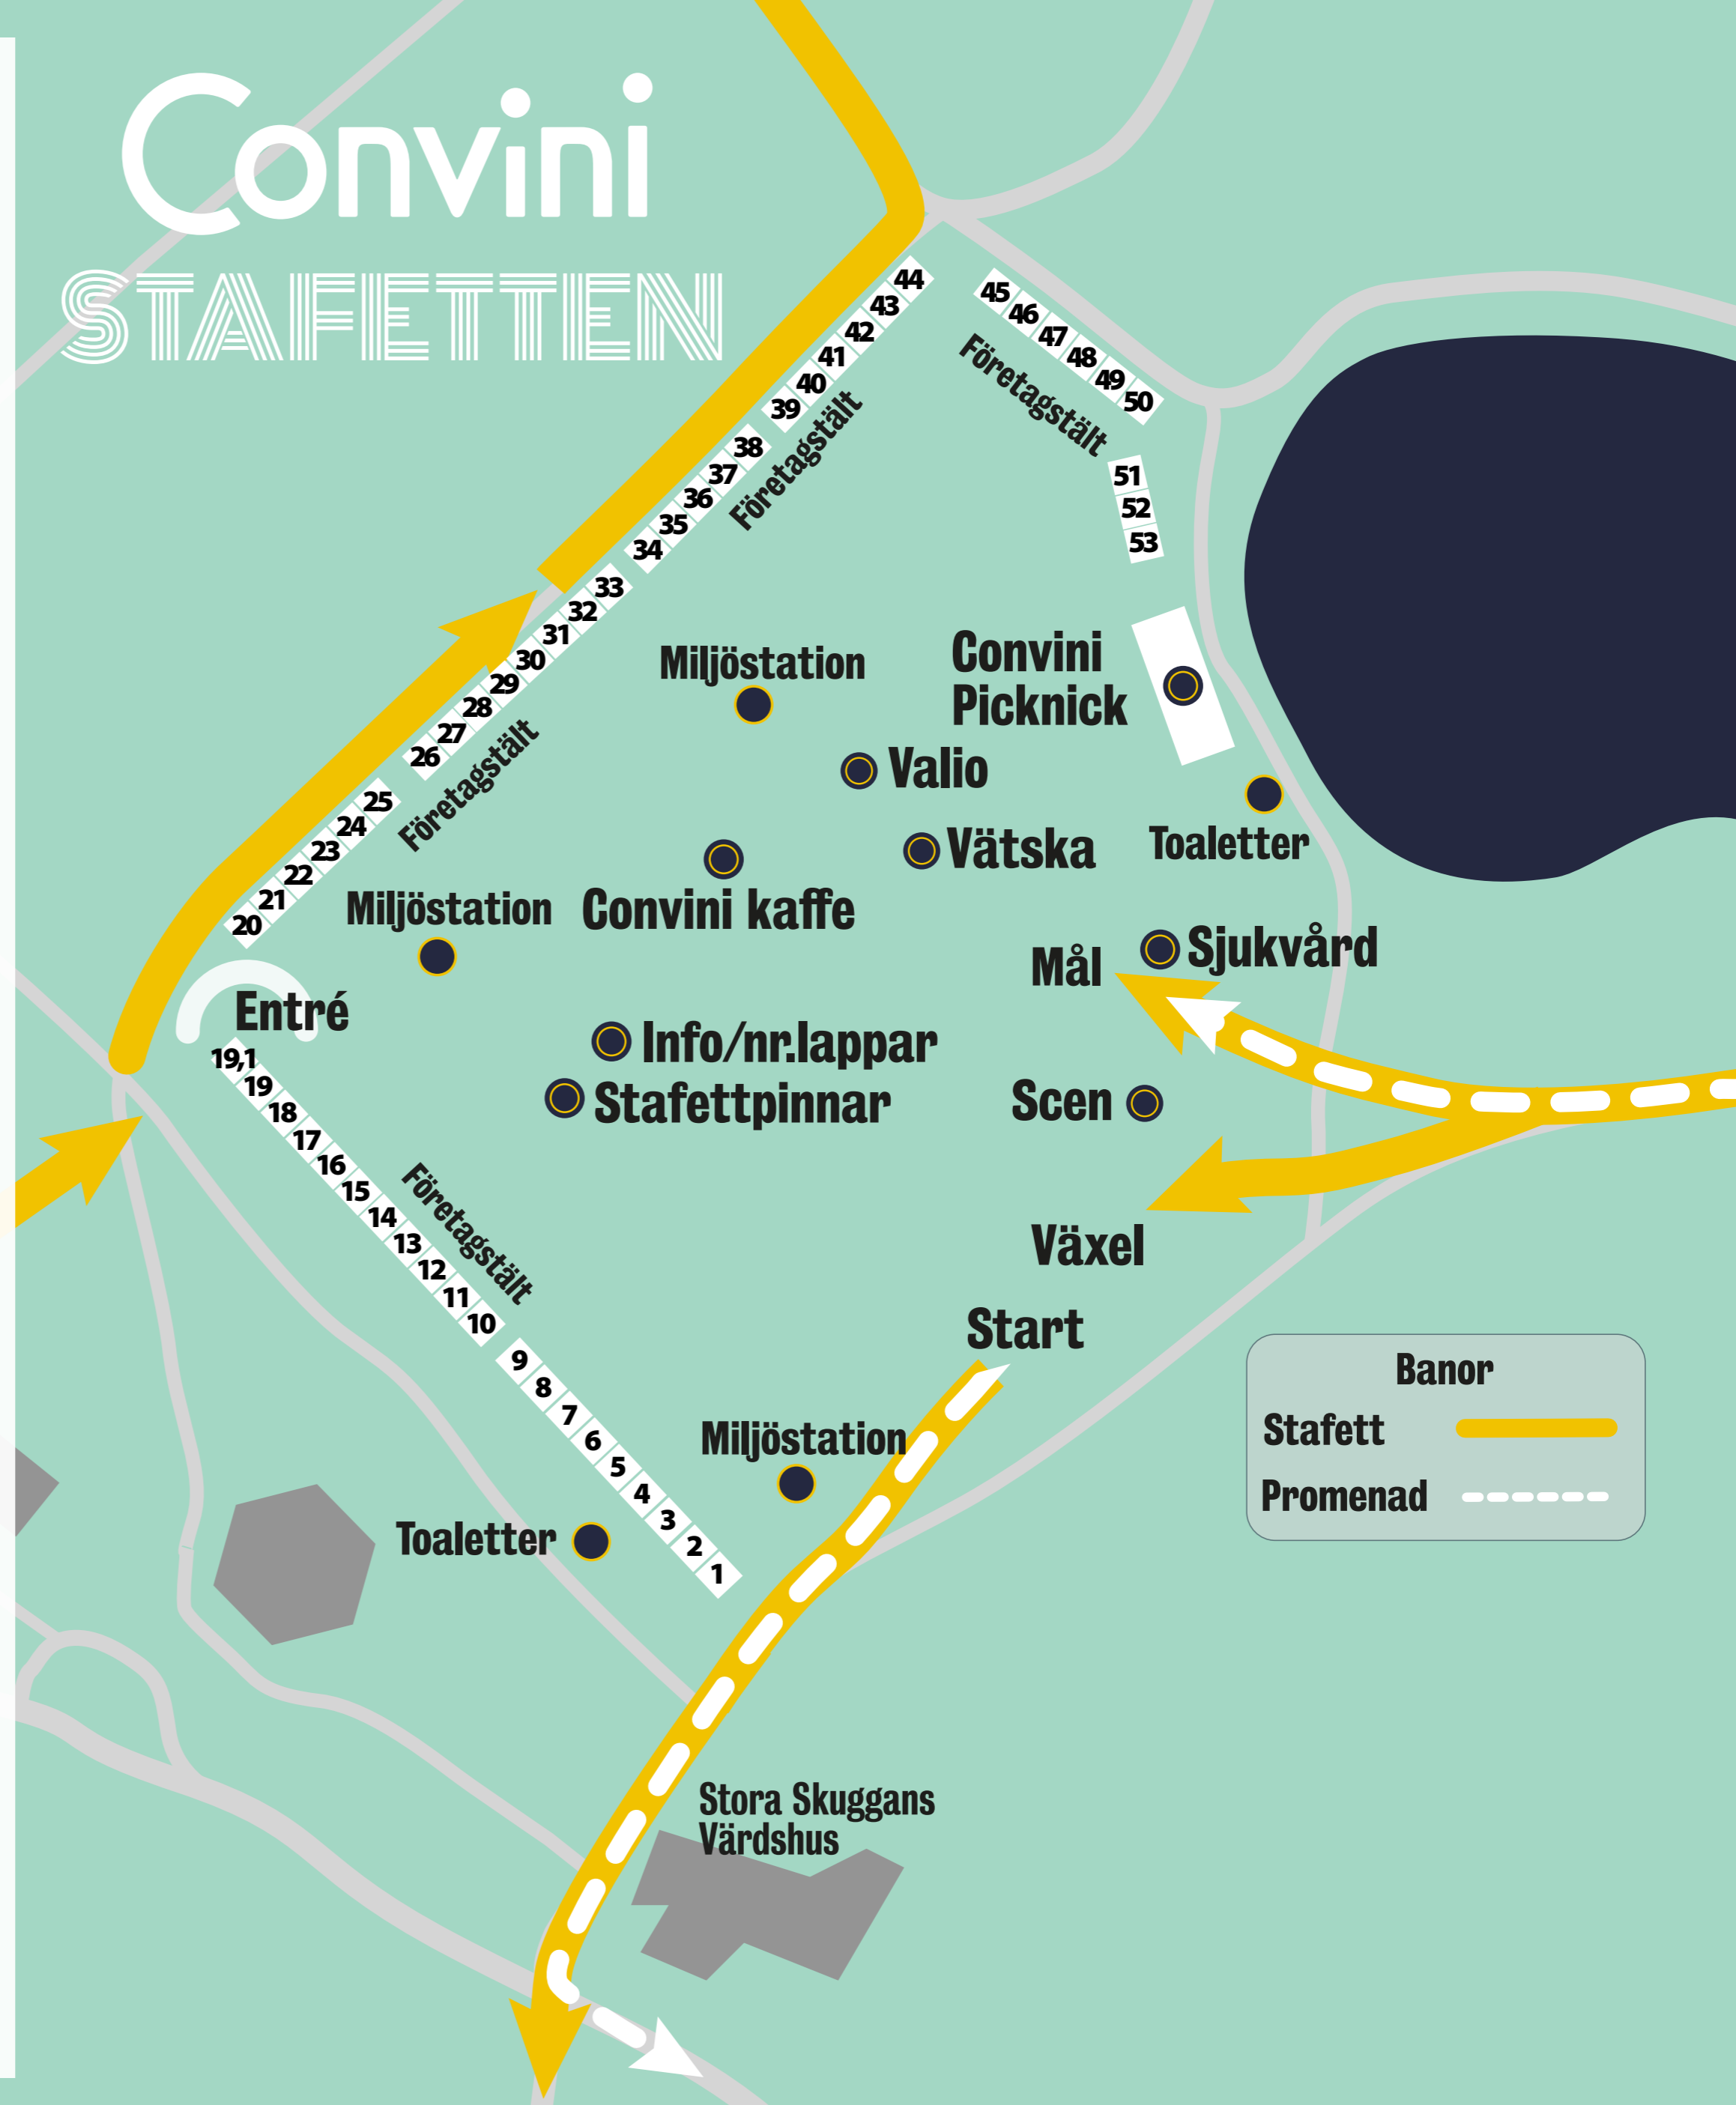 Convini
STAFETTEN
44
43
42
41
40
39
38
37
36
35
34
33
32
31
30
29
28
27
26
25
24
23
22
21
20
Företagstält
Företagstält
45
46
47
48
49
50
Företagstält
51
52
53
Miljöstation
Convini
Picknick
Valio
Vätska
Toaletter
Convini kaffe
Miljöstation
Sjukvård
Mål
Entré
Info/nr.lappar
Stafettpinnar
Scen
19,1
19
18
17
16
15
14
13
12
11
10
9
8
7
6
5
4
3
2
1
Företagstält
Växel
Start
Miljöstation
Toaletter
Banor
Stafett
Promenad
Stora Skuggans
Värdshus